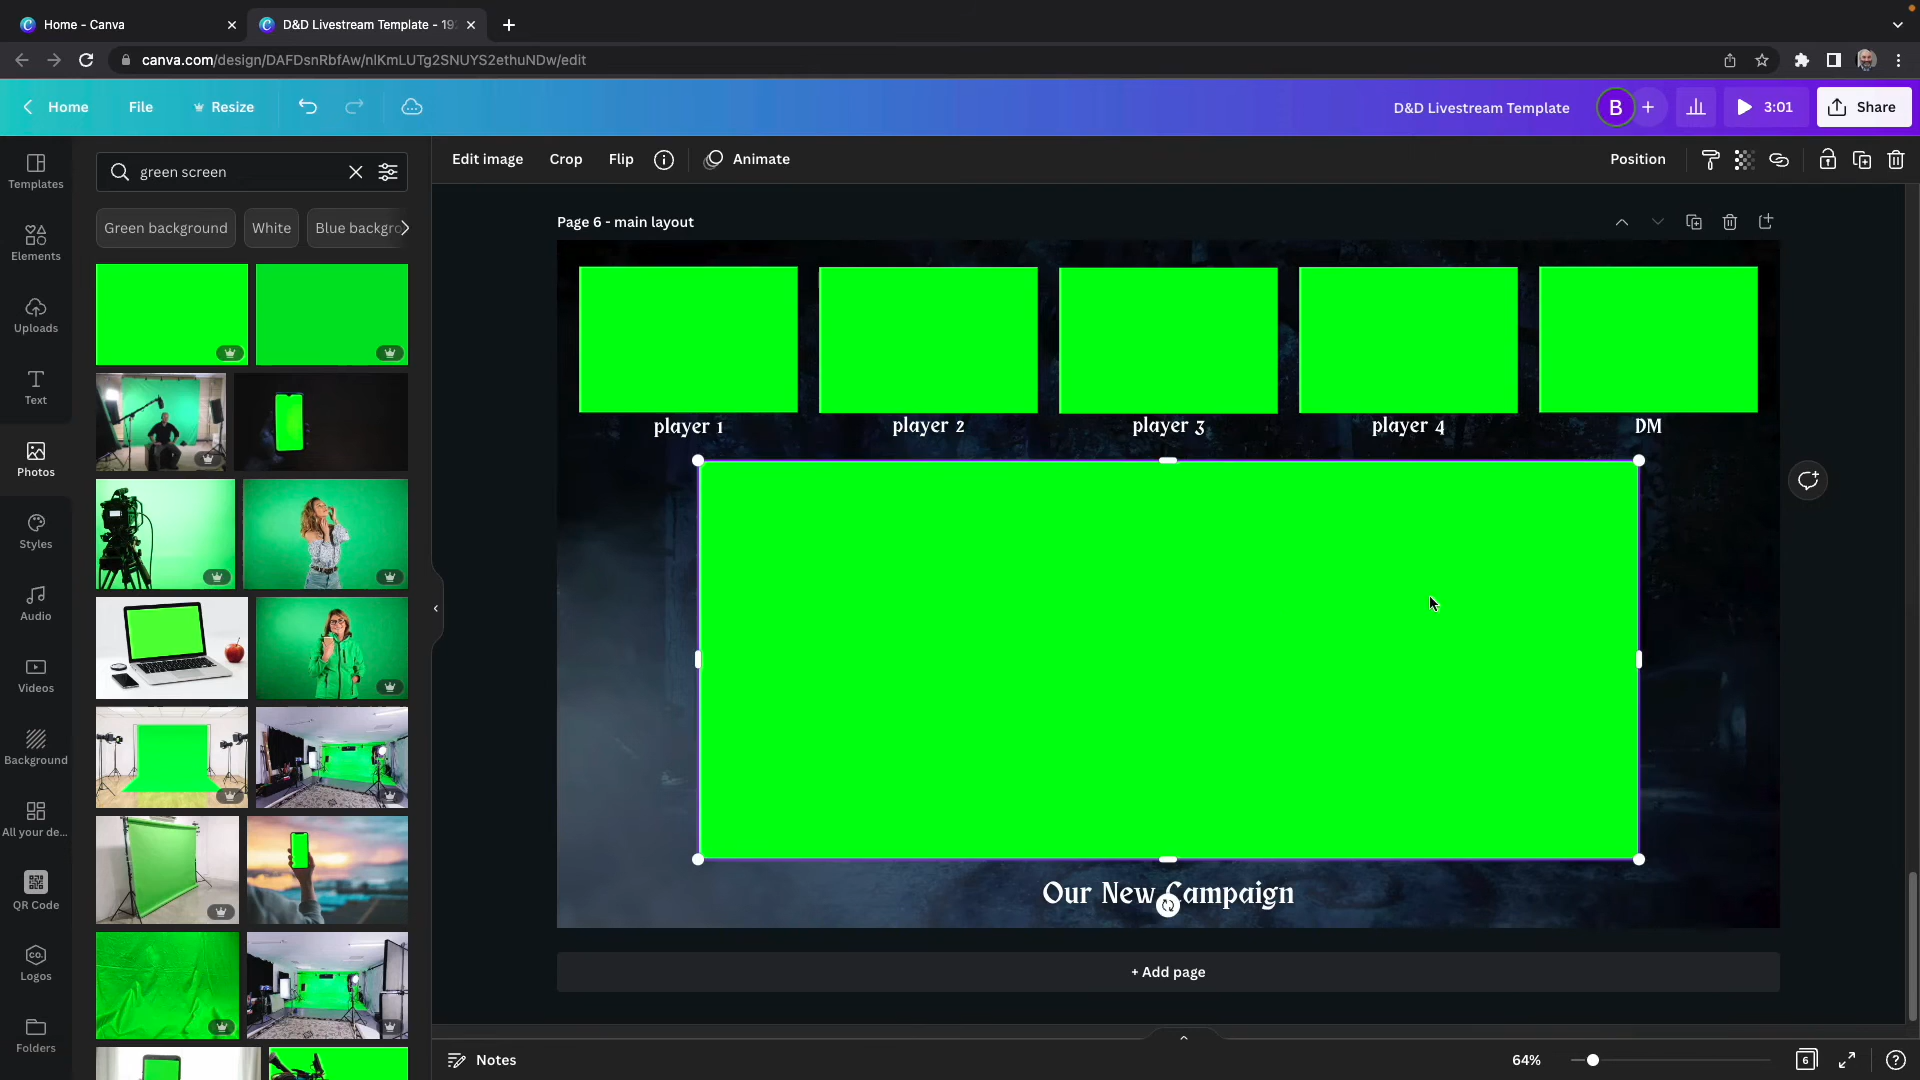 Home - Canva
D&D Livestream Template - 19
canva.com/design/DAFDsnRbfAw/nlKmLUTg2SNUYS2ethuNDw/edit
Home
File
Resize
D&D Livestream Template
B
3:01
Share
Templates
Elements
Uploads
Text
Photos
Styles
Audio
Videos
Background
All your de...
QR Code
CO.
Logos
Folders
green screen
Green background
White
Blue backgro
Edit image
Crop
Flip
Animate
Position
Page 6 - main layout
player 1
player 2
player 3
player 4
DM
Our New Campaign
+ Add page
Notes
64%
6